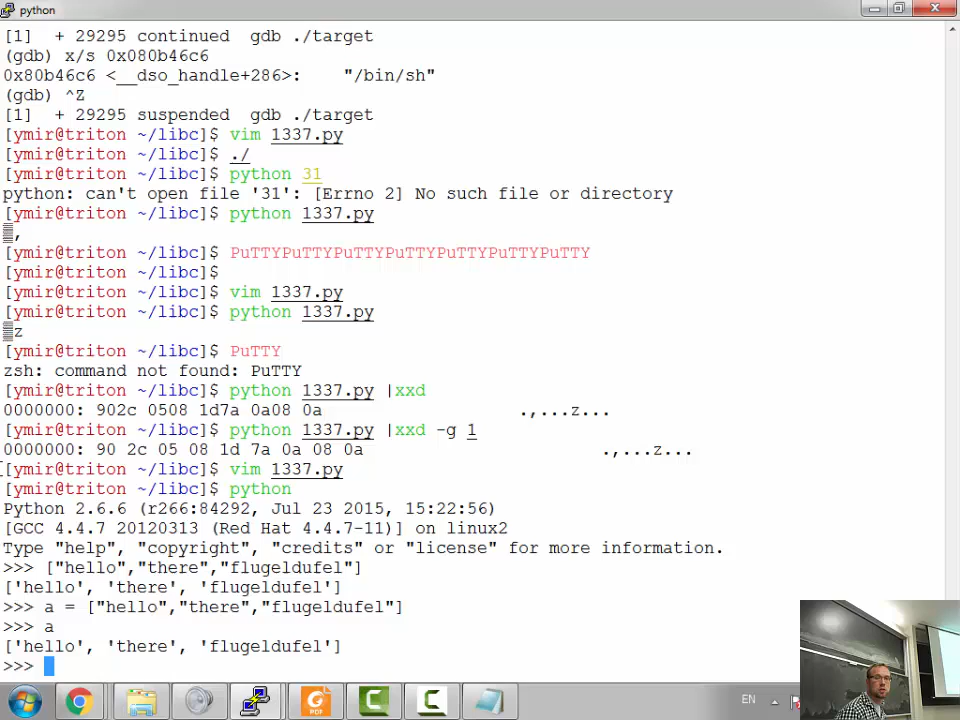 python
[1]  + 29295 continued  gdb ./target
(gdb) x/s 0x080b46c6
0x80b46c6 <__dso_handle+286>:    "/bin/sh"
(gdb) ^Z
[1]  + 29295 suspended  gdb ./target
[ymir@triton ~/libc]$ vim 1337.py
[ymir@triton ~/libc]$ ./
[ymir@triton ~/libc]$ python 31
python: can't open file '31': [Errno 2] No such file or directory
[ymir@triton ~/libc]$ python 1337.py
,
[ymir@triton ~/libc]$ PuTTYPuTTYPuTTYPuTTYPuTTYPuTTYPuTTY
[ymir@triton ~/libc]$
[ymir@triton ~/libc]$ vim 1337.py
[ymir@triton ~/libc]$ python 1337.py
z
[ymir@triton ~/libc]$ PuTTY
zsh: command not found: PuTTY
[ymir@triton ~/libc]$ python 1337.py |xxd
0000000: 902c 0508 1d7a 0a08 0a                   .,...z...
[ymir@triton ~/libc]$ python 1337.py |xxd -g 1
0000000: 90 2c 05 08 1d 7a 0a 08 0a                       .,...z...
[ymir@triton ~/libc]$ vim 1337.py
[ymir@triton ~/libc]$ python
Python 2.6.6 (r266:84292, Jul 23 2015, 15:22:56)
[GCC 4.4.7 20120313 (Red Hat 4.4.7-11)] on linux2
Type "help", "copyright", "credits" or "license" for more information.
>>> ["hello","there","flugeldufel"]
['hello', 'there', 'flugeldufel']
>>> a = ["hello","there","flugeldufel"]
>>> a
['hello', 'there', 'flugeldufel']
>>>
PDF
EN